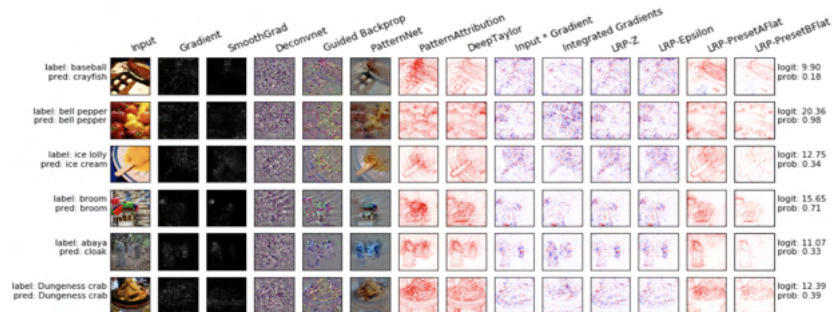 Input
Gradient
SmoothGrad
Deconvnet
Guided Backprop
PatternNet
PatternAttribution
DeepTaylor
Input * Gradient
Integrated Gradients
LRP-Z
LRP-Epsilon
LRP-PresetAFlat
LRP-PresetBFlat
label: baseball
pred: crayfish
logit: 9.90
prob: 0.18
label: bell pepper
pred: bell pepper
logit: 20.36
prob: 0.98
label: ice lolly
pred: ice cream
logit: 12.75
prob: 0.34
label: broom
pred: broom
logit: 15.65
prob: 0.71
label: abaya
pred: cloak
logit: 11.07
prob: 0.33
label: Dungeness crab
pred: Dungeness crab
logit: 12.39
prob: 0.39